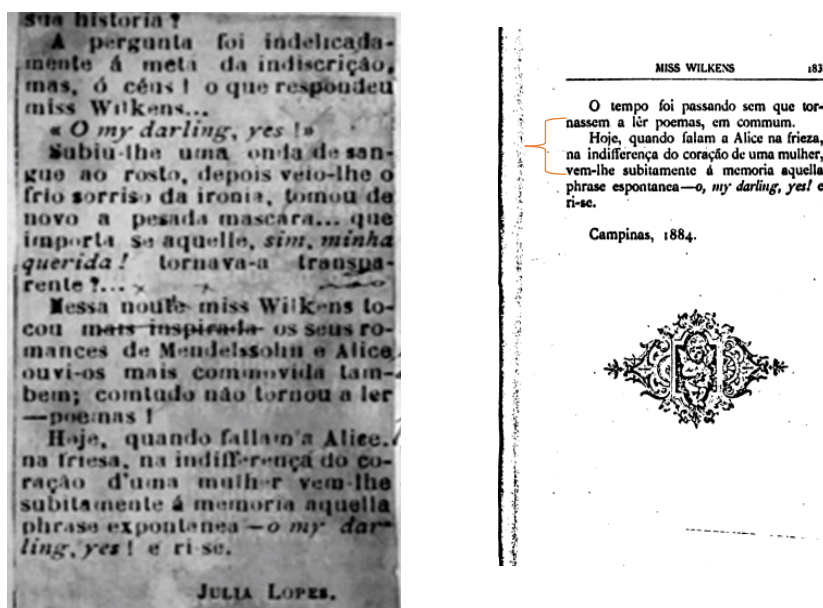 sua historia ?
A pergunta foi indelicada-
mente á meta da indiscrição,
mas, ó céus ! o que respondeu
miss Wilkens...
« O my darling, yes !»
Subiu-lhe uma onda de san-
gue ao rosto, depois veio-lhe o
frio sorriso da ironia, tomou de
novo a pesada mascara... que
importa se aquelle, sim, minha
querida ! tornava-a transpa-
rente ?...
Nessa noute miss Wilkens to-
cou mais inspirada os seus ro-
mances de Mendelssohn e Alice
ouvi-os mais commovida tam-
bem; comtudo não tornou a ler
—poemas !
Hoje, quando fallam a Alice.
na friesa, na indifferença do co-
ração d'uma mulher vem-lhe
subitamente á memoria aquella
phrase expontanea —o my dar-
ling, yes ! e ri-se.
JULIA LOPES.
MISS WILKENS 183
O tempo foi passando sem que tor-
nassem a lêr poemas, em commum.
Hoje, quando falam a Alice na frieza,
na indifferença do coração de uma mulher,
vem-lhe subitamente á memoria aquella
phrase espontanea—o, my darling, yes! e
ri-se.
Campinas, 1884.